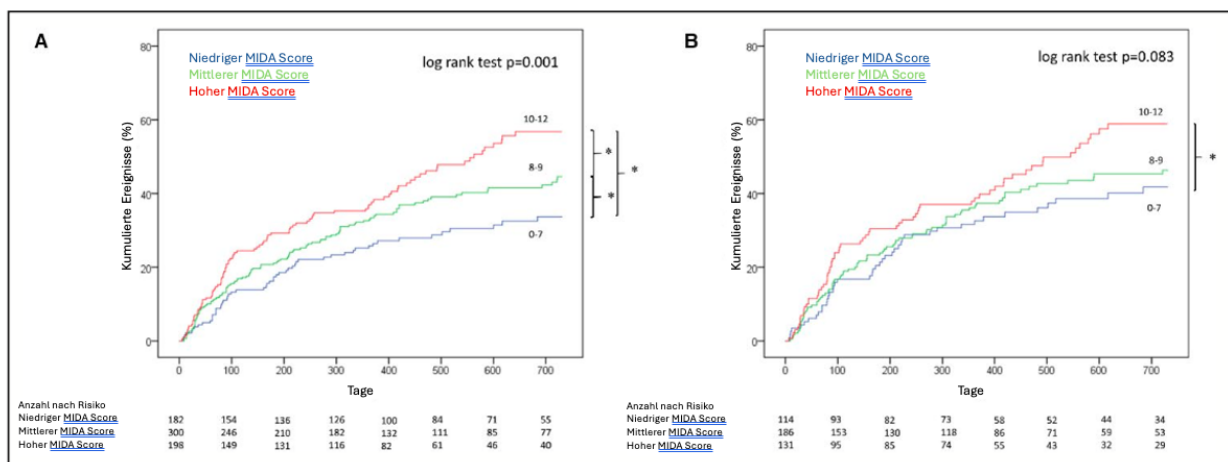 A
80
60
40
20
0
Kumulierte Ereignisse (%)
Niedriger MIDA Score
Mittlerer MIDA Score
Hoher MIDA Score
log rank test p=0.001
10-12
8-9
0-7
*
*
*
0 100 200 300 400 500 600 700
Tage
Anzahl nach Risiko
Niedriger MIDA Score 182 154 136 126 100 84 71 55
Mittlerer MIDA Score 300 246 210 182 132 111 85 77
Hoher MIDA Score 198 149 131 116 82 61 46 40
B
80
60
40
20
0
Kumulierte Ereignisse (%)
Niedriger MIDA Score
Mittlerer MIDA Score
Hoher MIDA Score
log rank test p=0.083
10-12
8-9
0-7
*
0 100 200 300 400 500 600 700
Tage
Anzahl nach Risiko
Niedriger MIDA Score 114 93 82 73 58 52 44 34
Mittlerer MIDA Score 186 153 130 118 86 71 59 53
Hoher MIDA Score 131 95 85 74 55 43 32 29